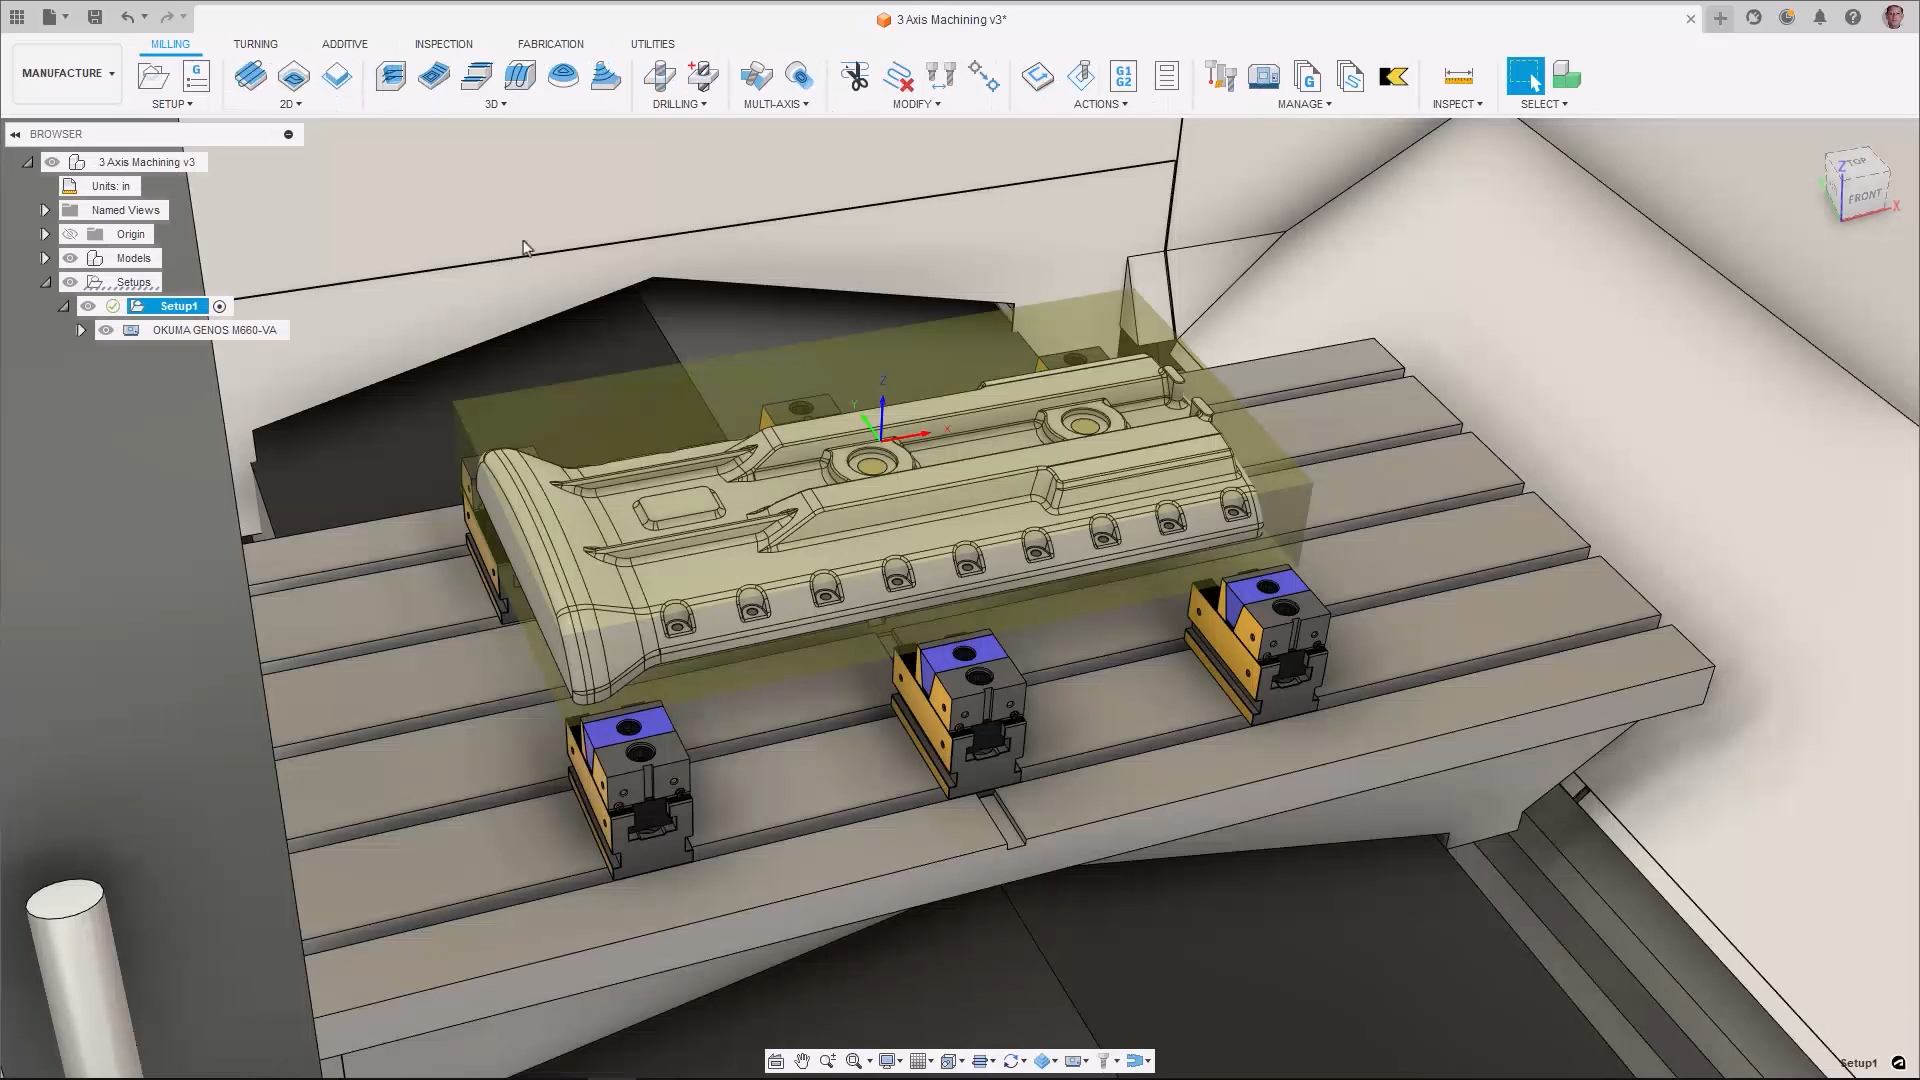 3 Axis Machining v3*
MANUFACTURE
MILLING
TURNING
ADDITIVE
INSPECTION
FABRICATION
UTILITIES
G
G1
G2
G
SETUP
2D
3D
DRILLING
MULTI-AXIS
MODIFY
ACTIONS
MANAGE
INSPECT
SELECT
BROWSER
3 Axis Machining v3
Units: in
Named Views
Origin
Models
Setups
Setup1
OKUMA GENOS M660-VA
Z
TOP
FRONT
X
Z
Y
X
Setup1